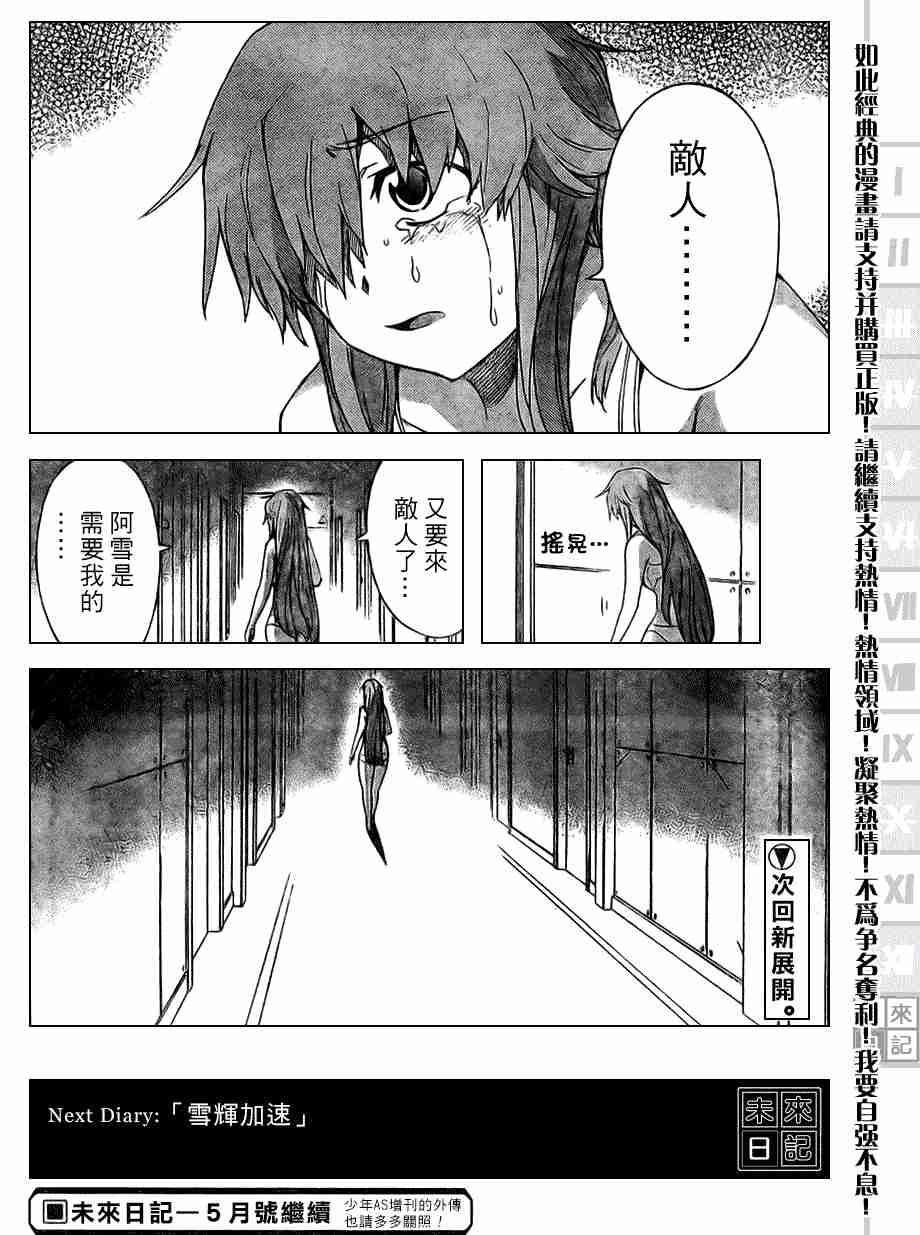 敵
人………
搖晃…
又要來
敵人了…
阿雪是
需要我的
……
次回新展開。
Next Diary:「雪輝加速」
未來
日記
未來日記—5月號繼續
少年AS增刊的外傳
也請多多關照！
如此經典的漫畫請支持并購買正版！請繼續支持熱情！熱情領域！凝聚熱情！不爲争名奪利！我要自强不息！
I
II
III
IV
V
VI
VII
VIII
IX
XI
XII
來
記